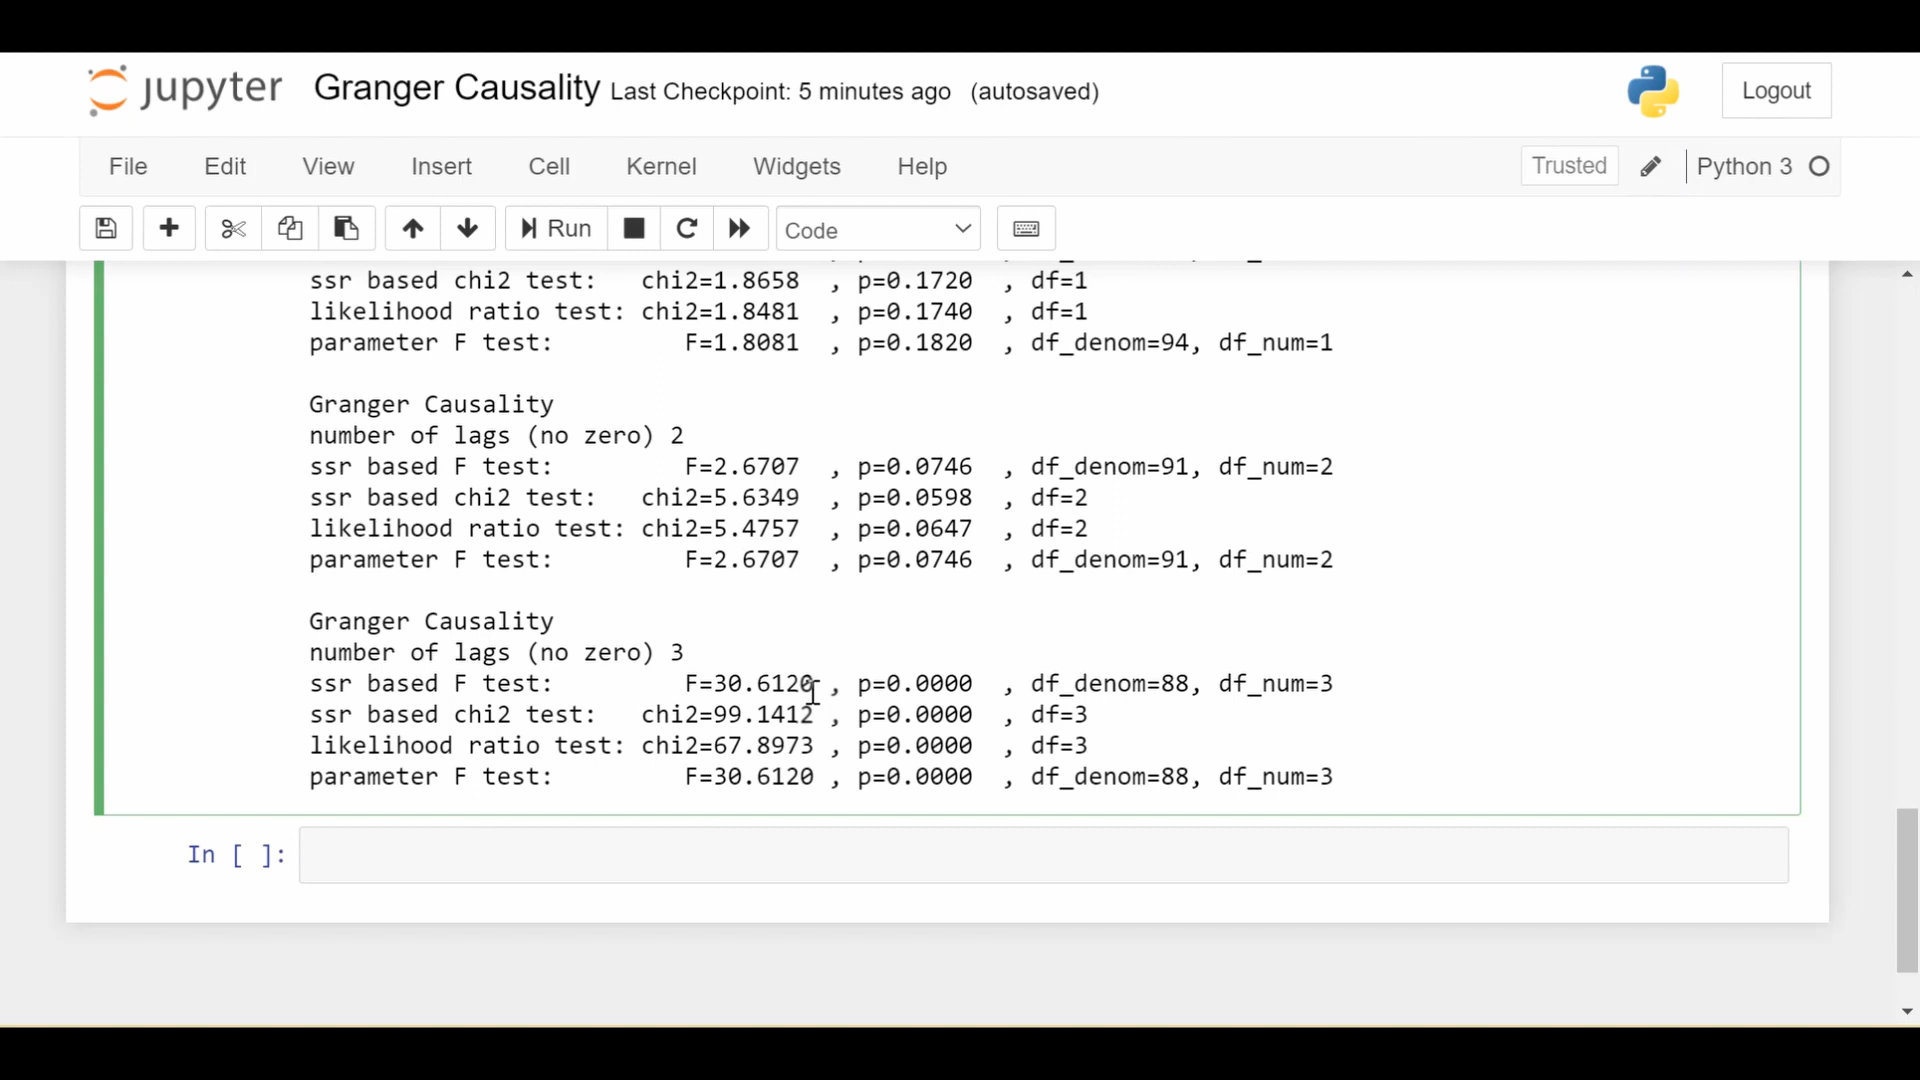 jupyter Granger Causality Last Checkpoint: 5 minutes ago (autosaved) Logout
File Edit View Insert Cell Kernel Widgets Help Trusted Python 3
Run Code
ssr based chi2 test:   chi2=1.8658  , p=0.1720  , df=1
likelihood ratio test: chi2=1.8481  , p=0.1740  , df=1
parameter F test:         F=1.8081  , p=0.1820  , df_denom=94, df_num=1
Granger Causality
number of lags (no zero) 2
ssr based F test:         F=2.6707  , p=0.0746  , df_denom=91, df_num=2
ssr based chi2 test:   chi2=5.6349  , p=0.0598  , df=2
likelihood ratio test: chi2=5.4757  , p=0.0647  , df=2
parameter F test:         F=2.6707  , p=0.0746  , df_denom=91, df_num=2
Granger Causality
number of lags (no zero) 3
ssr based F test:         F=30.6120 , p=0.0000  , df_denom=88, df_num=3
ssr based chi2 test:   chi2=99.1412 , p=0.0000  , df=3
likelihood ratio test: chi2=67.8973 , p=0.0000  , df=3
parameter F test:         F=30.6120 , p=0.0000  , df_denom=88, df_num=3
In [ ]: